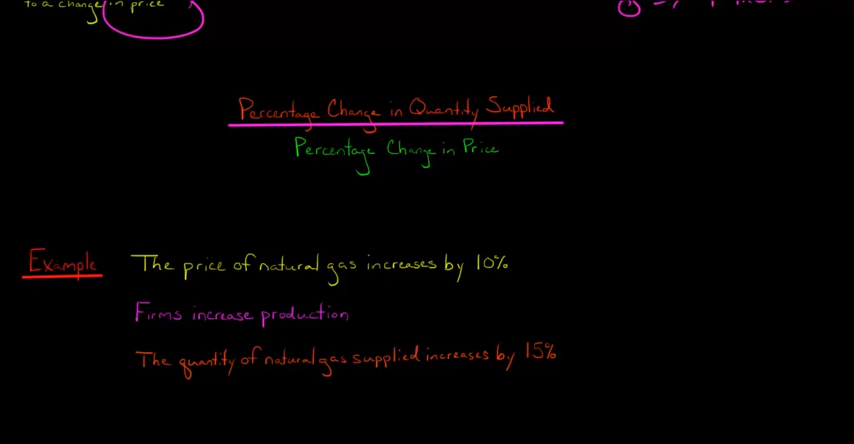 to a change in price
Percentage Change in Quantity Supplied
Percentage Change in Price
Example
The price of natural gas increases by 10%
Firms increase production
The quantity of natural gas supplied increases by 15%